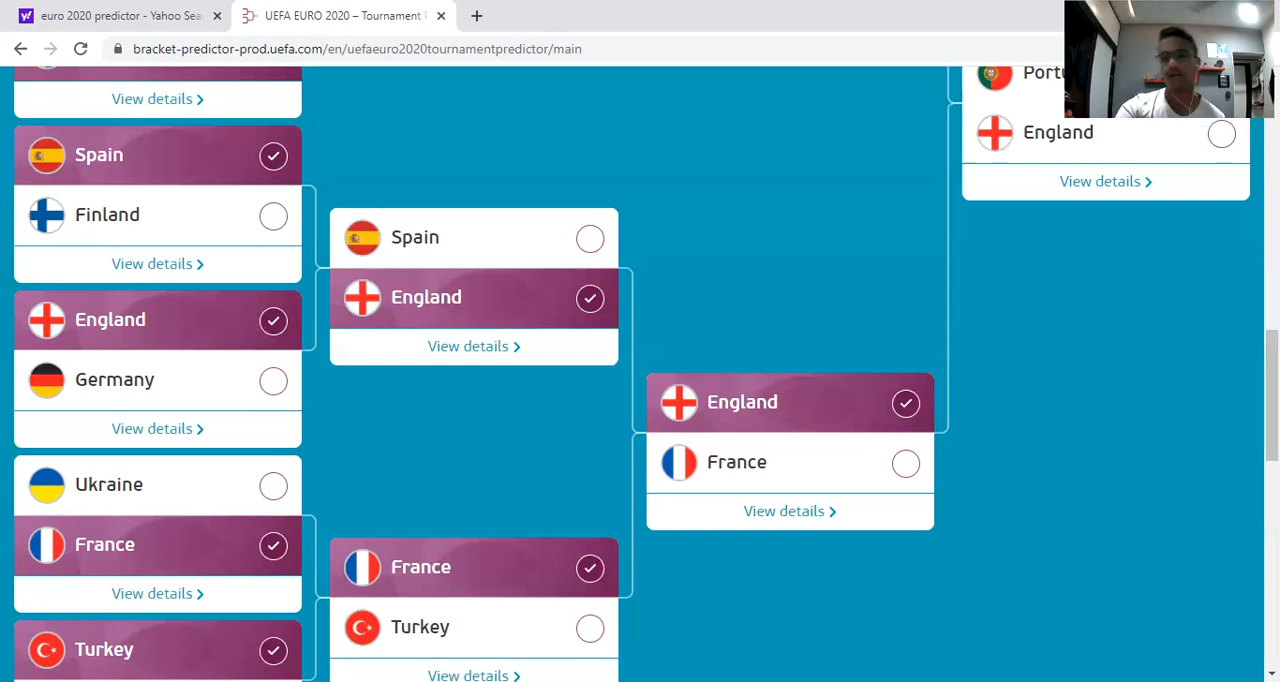 euro 2020 predictor - Yahoo Sea
UEFA EURO 2020 – Tournament
bracket-predictor-prod.uefa.com/en/uefaeuro2020tournamentpredictor/main
View details
Spain
Finland
View details
England
Germany
View details
Ukraine
France
View details
Turkey
Spain
England
View details
France
Turkey
View details
England
France
View details
Portu
England
View details